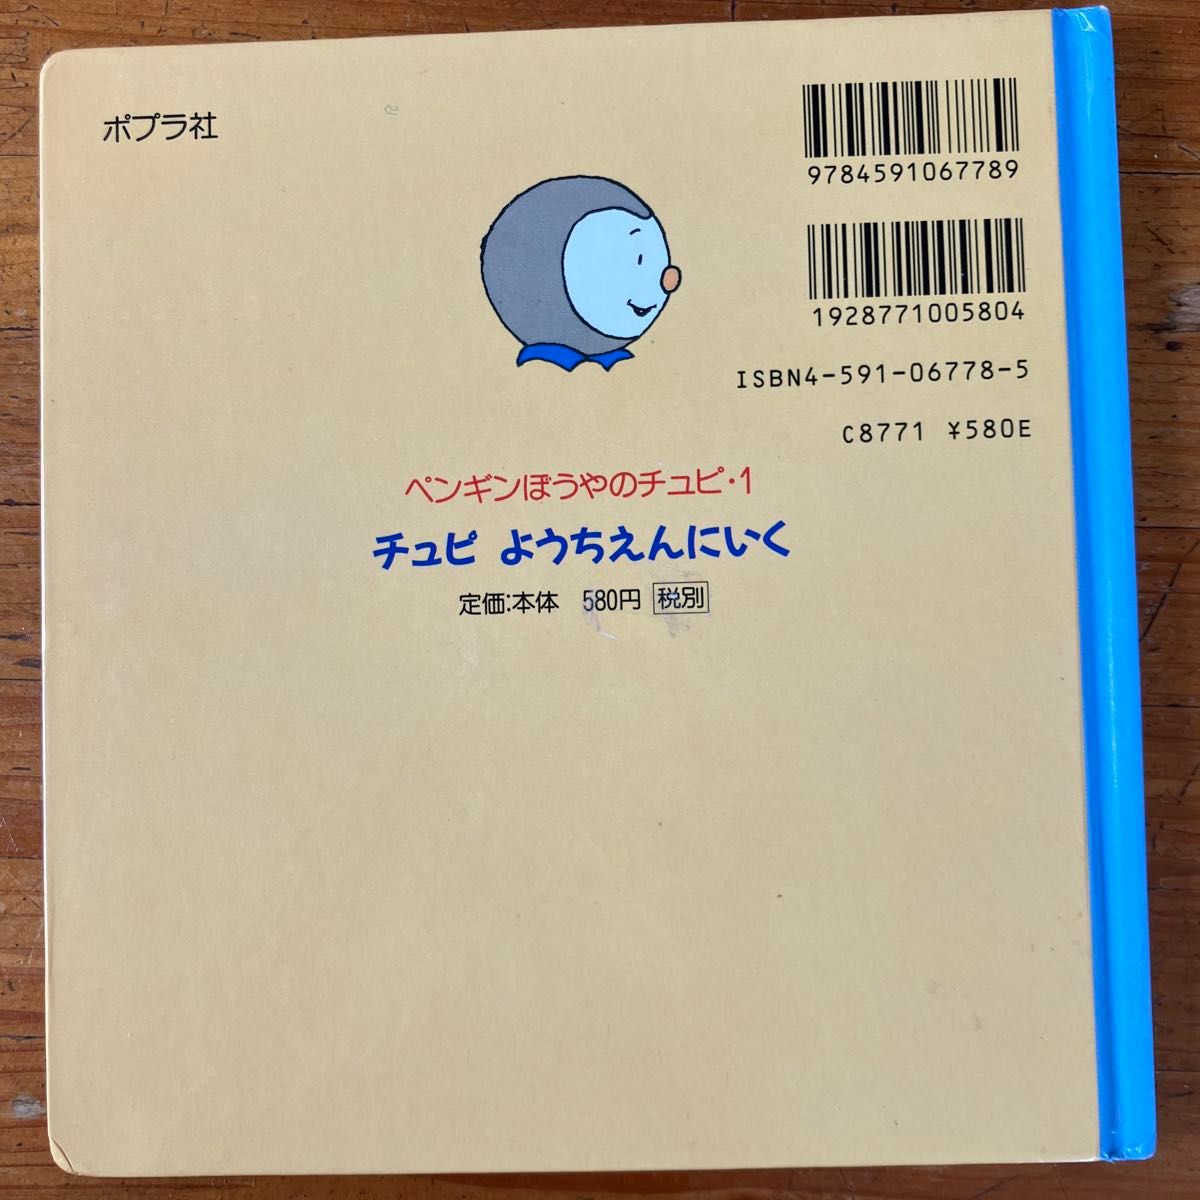 ポプラ社
9784591067789
1928771005804
ISBN4-591-06778-5
C8771 ¥580E
ペンギンぼうやのチュピ・1
チュピ ようちえんにいく
定価:本体 580円 税別